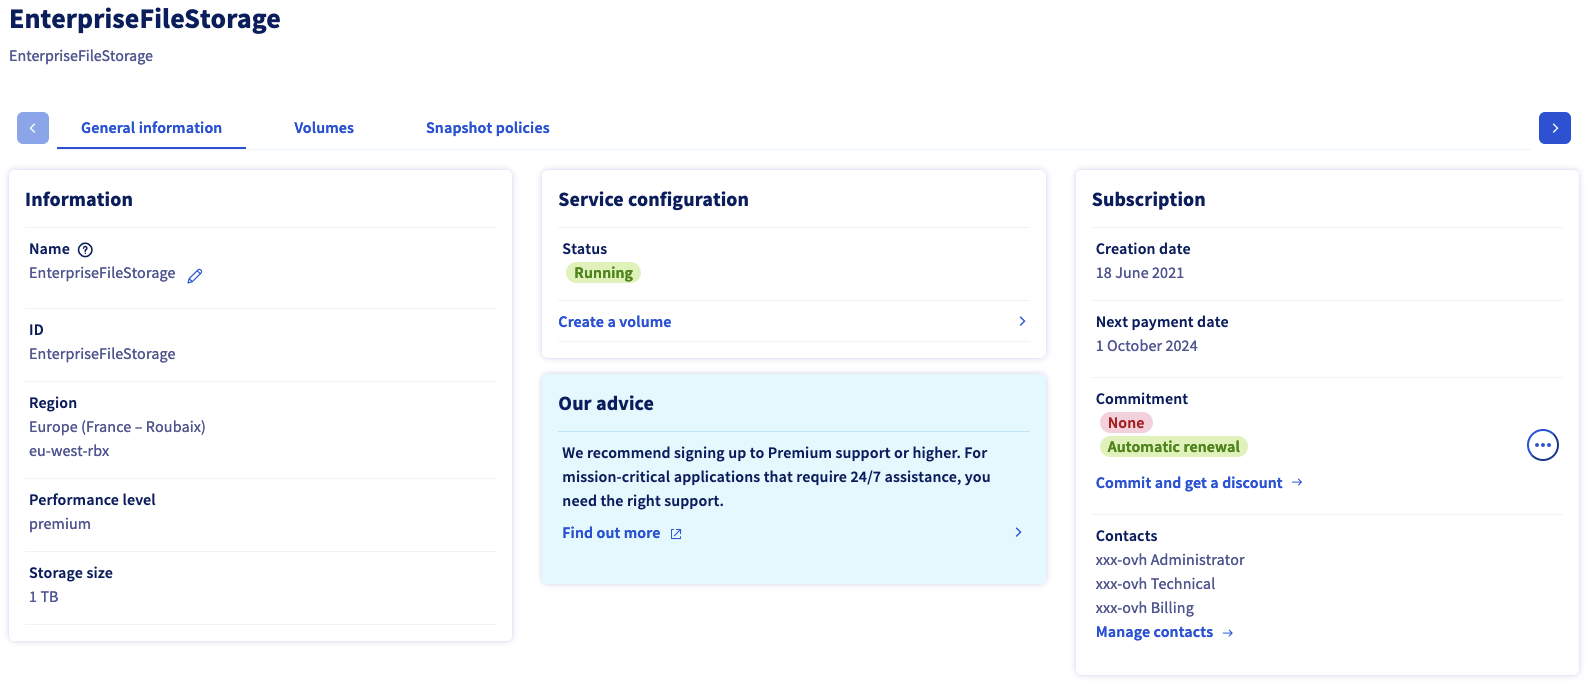 EnterpriseFileStorage
EnterpriseFileStorage
General information
Volumes
Snapshot policies
Information
Name
EnterpriseFileStorage
ID
EnterpriseFileStorage
Region
Europe (France – Roubaix)
eu-west-rbx
Performance level
premium
Storage size
1 TB
Service configuration
Status
Running
Create a volume
Our advice
We recommend signing up to Premium support or higher. For
mission-critical applications that require 24/7 assistance, you
need the right support.
Find out more
Subscription
Creation date
18 June 2021
Next payment date
1 October 2024
Commitment
None
Automatic renewal
Commit and get a discount
Contacts
xxx-ovh Administrator
xxx-ovh Technical
xxx-ovh Billing
Manage contacts